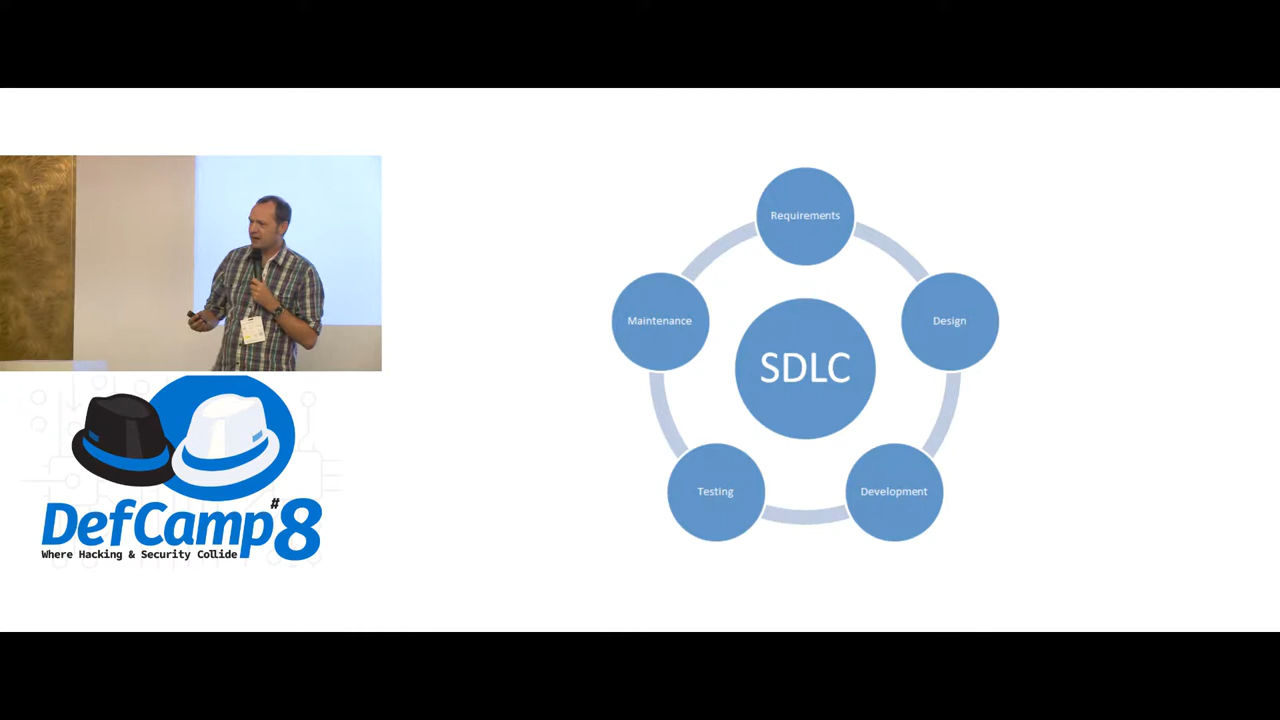 Requirements
Maintenance
Design
SDLC
Testing
Development
DefCamp#8
Where Hacking & Security Collide